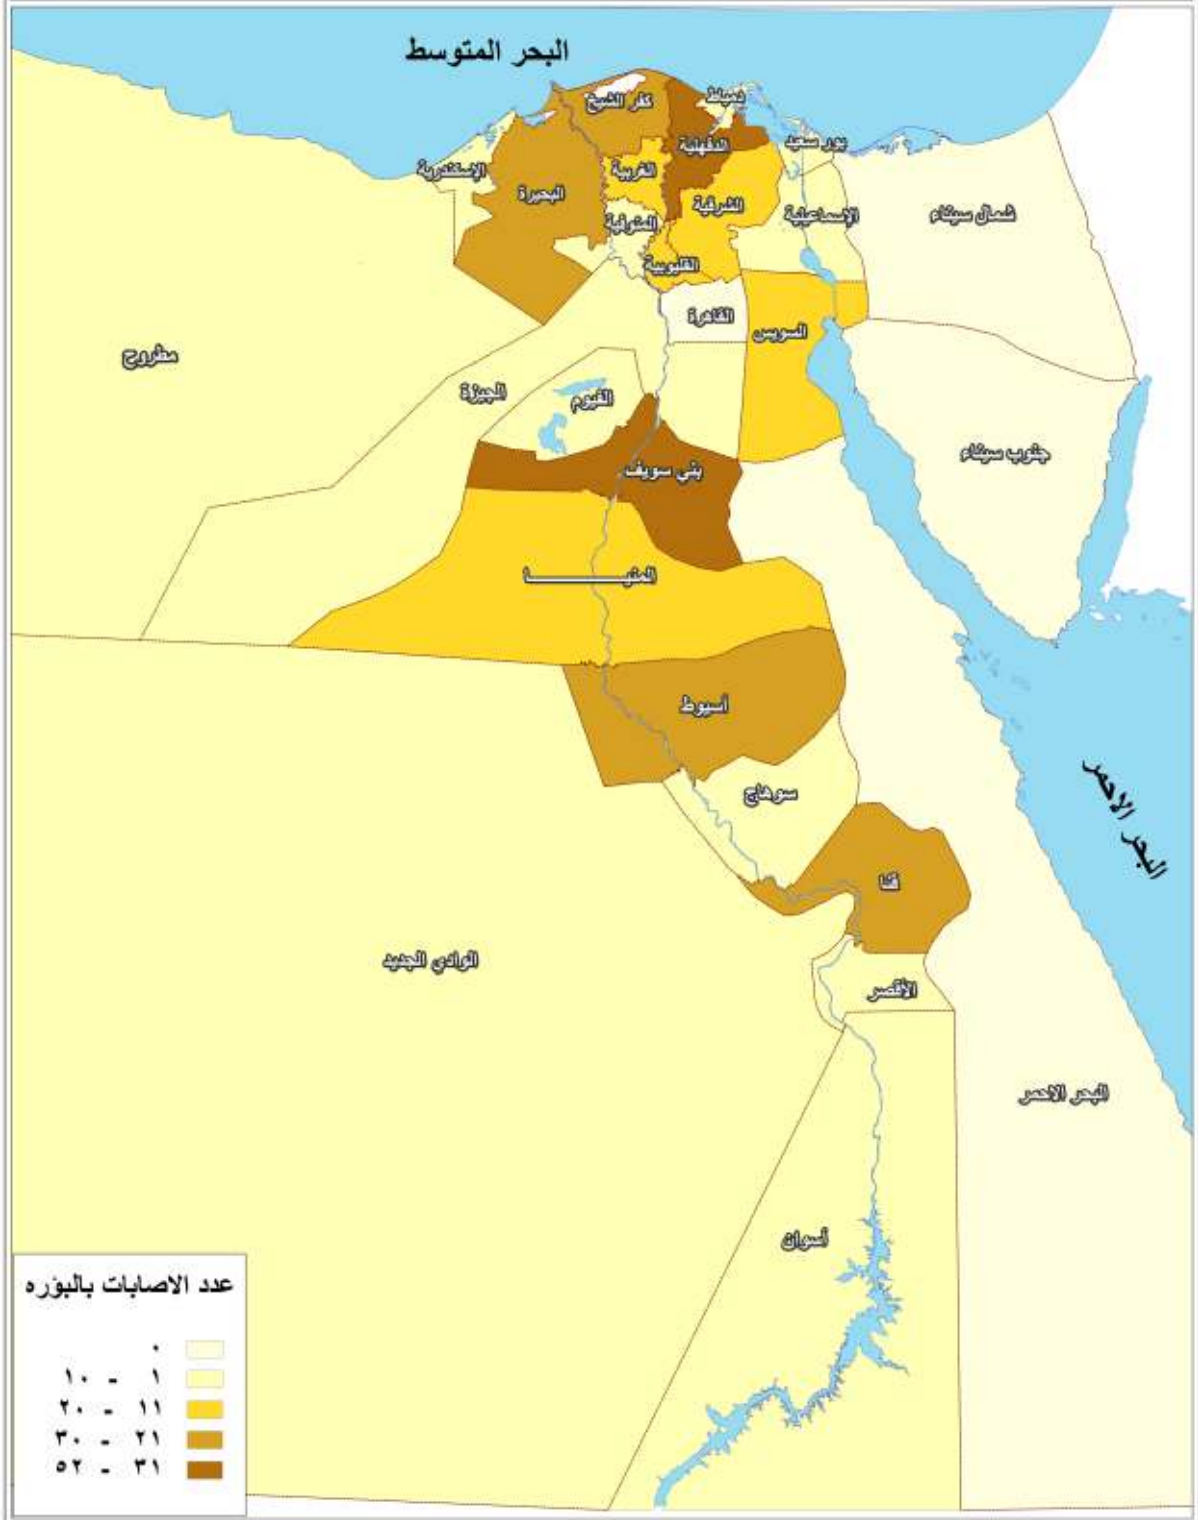 البحر المتوسط
دمياط
كفر الشيخ
الدقهلية
بور سعيد
الإسكندرية
الغربية
البحيرة
الشرقية
الإسماعيلية
شمال سيناء
المنوفية
القليوبية
القاهرة
السويس
مطروح
الجيزة
الفيوم
جنوب سيناء
بني سويف
المنيــــــــــا
أسيوط
سوهاج
البحر الاحمر
قنا
الوادي الجديد
الأقصر
البحر الاحمر
أسوان
عدد الاصابات بالبؤره
٠
١ - ١٠
١١ - ٢٠
٢١ - ٣٠
٣١ - ٥٢